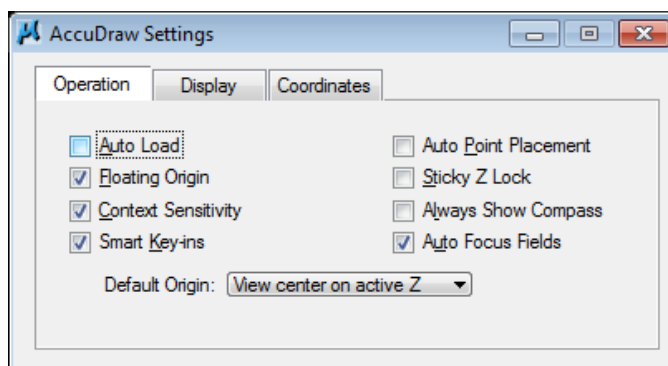 AccuDraw Settings
Operation Display Coordinates
Auto Load Auto Point Placement
Floating Origin Sticky Z Lock
Context Sensitivity Always Show Compass
Smart Key-ins Auto Focus Fields
Default Origin: View center on active Z